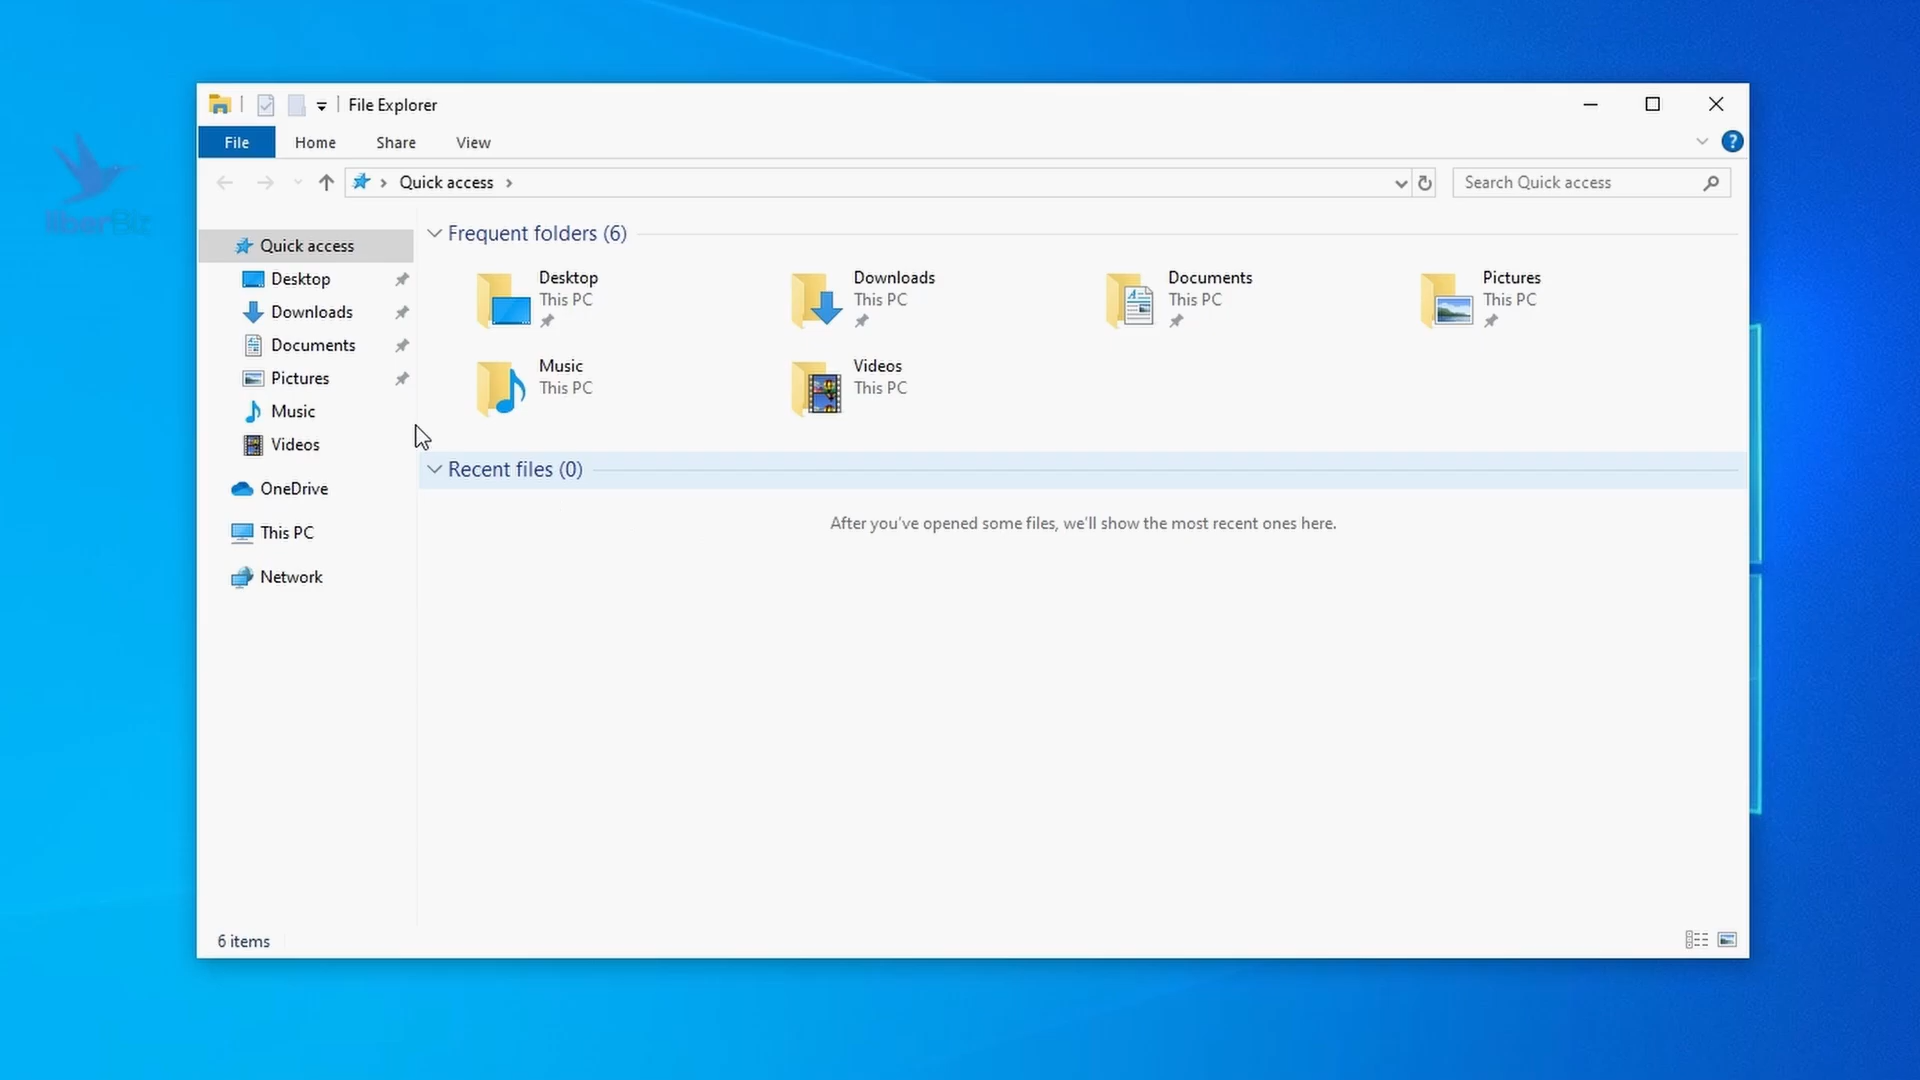 File Explorer
File Home Share View
Quick access
Search Quick access
Quick access
Desktop
Downloads
Documents
Pictures
Music
Videos
OneDrive
This PC
Network
Frequent folders (6)
Desktop
This PC
Downloads
This PC
Documents
This PC
Pictures
This PC
Music
This PC
Videos
This PC
Recent files (0)
After you've opened some files, we'll show the most recent ones here.
6 items